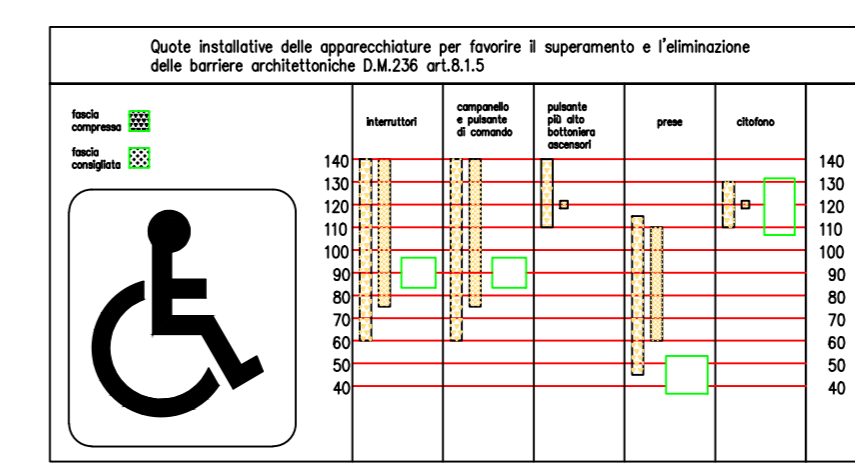 Quote installative delle apparecchiature per favorire il superamento e l'eliminazione
delle barriere architettoniche D.M.236 art.8.1.5
fascia
compressa
fascia
consigliata
interruttori
campanello
e pulsante
di comando
pulsante
più alto
bottoniera
ascensori
prese
citofono
140 140
130 130
120 120
110 110
100 100
90 90
80 80
70 70
60 60
50 50
40 40